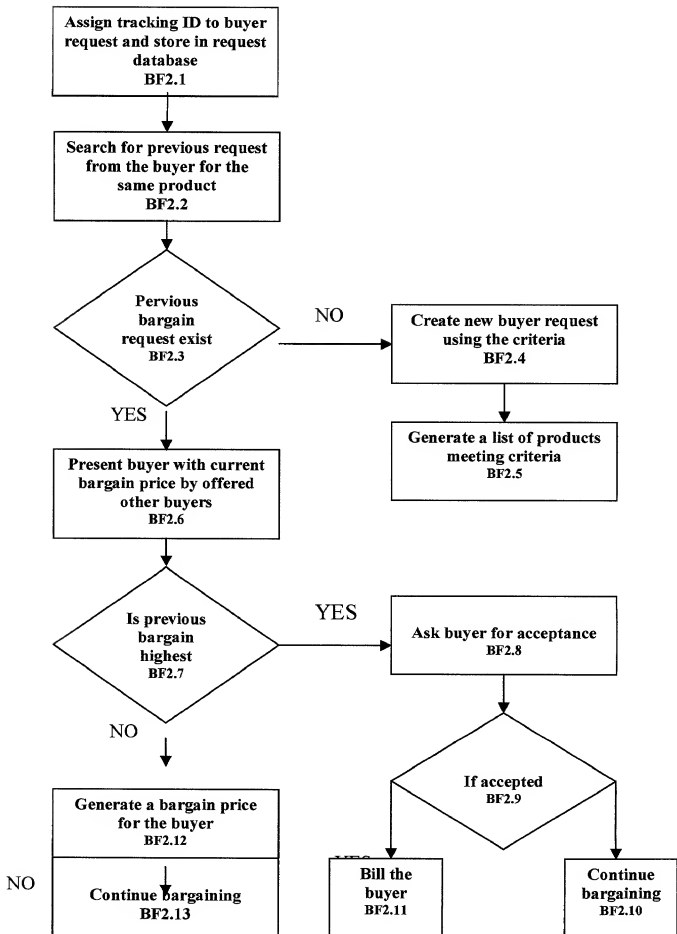 Assign tracking ID to buyer
request and store in request
database
BF2.1
Search for previous request
from the buyer for the
same product
BF2.2
Pervious
bargain
request exist
BF2.3
NO
Create new buyer request
using the criteria
BF2.4
YES
Generate a list of products
meeting criteria
BF2.5
Present buyer with current
bargain price by offered
other buyers
BF2.6
Is previous
bargain
highest
BF2.7
YES
Ask buyer for acceptance
BF2.8
NO
If accepted
BF2.9
Generate a bargain price
for the buyer
BF2.12
NO
Continue bargaining
BF2.13
Bill the
buyer
BF2.11
Continue
bargaining
BF2.10